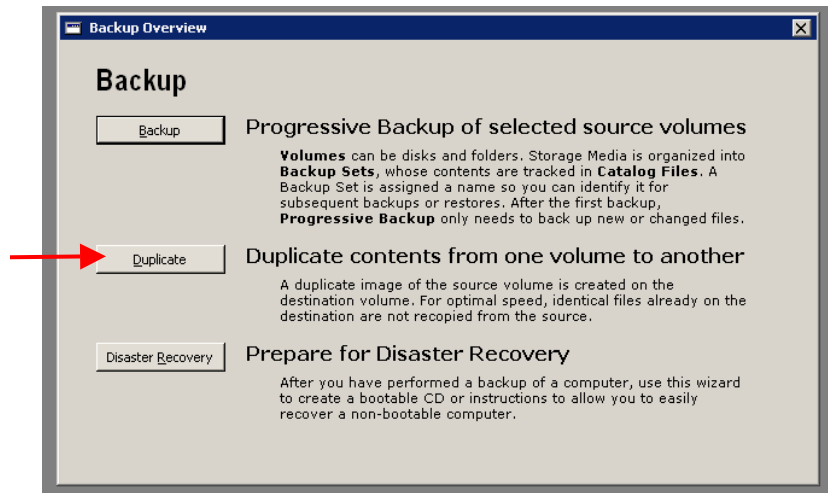 Backup Overview
Backup
Backup
Progressive Backup of selected source volumes
Volumes can be disks and folders. Storage Media is organized into
Backup Sets, whose contents are tracked in Catalog Files. A
Backup Set is assigned a name so you can identify it for
subsequent backups or restores. After the first backup,
Progressive Backup only needs to back up new or changed files.
Duplicate
Duplicate contents from one volume to another
A duplicate image of the source volume is created on the
destination volume. For optimal speed, identical files already on the
destination are not recopied from the source.
Disaster Recovery
Prepare for Disaster Recovery
After you have performed a backup of a computer, use this wizard
to create a bootable CD or instructions to allow you to easily
recover a non-bootable computer.